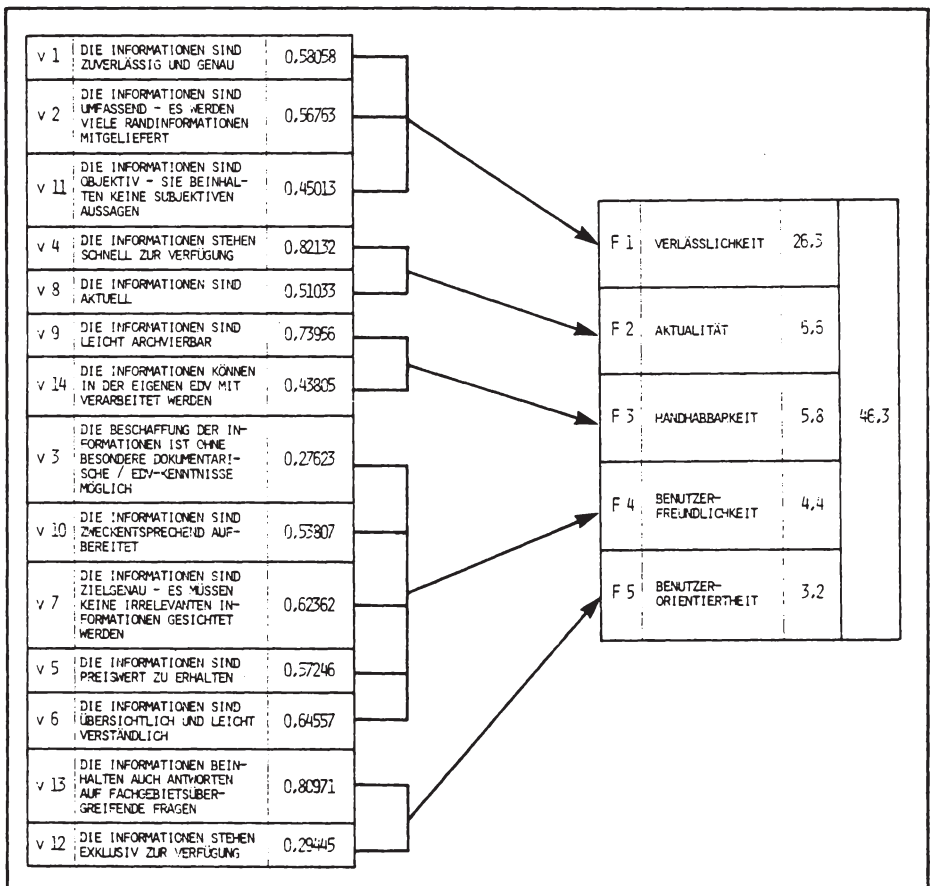 v 1 DIE INFORMATIONEN SIND
ZUVERLÄSSIG UND GENAU 0,58058
v 2 DIE INFORMATIONEN SIND
UMFASSEND - ES WERDEN
VIELE RANDINFORMATIONEN
MITGELIEFERT 0,56763
v 11 DIE INFORMATIONEN SIND
OBJEKTIV - SIE BEINHAL-
TEN KEINE SUBJEKTIVEN
AUSSAGEN 0,45013
v 4 DIE INFORMATIONEN STEHEN
SCHNELL ZUR VERFÜGUNG 0,82132
v 8 DIE INFORMATIONEN SIND
AKTUELL 0,51033
v 9 DIE INFORMATIONEN SIND
LEICHT ARCHVIERBAR 0,73956
v 14 DIE INFORMATIONEN KÖNNEN
IN DER EIGENEN EDV MIT
VERARBEITET WERDEN 0,43805
v 3 DIE BESCHAFFUNG DER IN-
FORMATIONEN IST OHNE
BESONDERE DOKUMENTARI-
SCHE / EDV-KENNTNISSE
MÖGLICH 0,27623
v 10 DIE INFORMATIONEN SIND
ZWECKENTSPRECHEND AUF-
BEREITET 0,53807
v 7 DIE INFORMATIONEN SIND
ZIELGENAU - ES MÜSSEN
KEINE IRRELEVANTEN IN-
FORMATIONEN GESICHTET
WERDEN 0,62362
v 5 DIE INFORMATIONEN SIND
PREISWERT ZU ERHALTEN 0,57246
v 6 DIE INFORMATIONEN SIND
ÜBERSICHTLICH UND LEICHT
VERSTÄNDLICH 0,64557
v 13 DIE INFORMATIONEN BEIN-
HALTEN AUCH ANTWORTEN
AUF FACHGEBIETSÜBER-
GREIFENDE FRAGEN 0,80971
v 12 DIE INFORMATIONEN STEHEN
EXKLUSIV ZUR VERFÜGUNG 0,29445
F 1 VERLÄSSLICHKEIT 26,3
F 2 AKTUALITÄT
F 3 HANDHABBARKEIT 5,8 46,3
F 4 BENUTZER-
FREUNDLICHKEIT 4,4
F 5 BENUTZER-
ORIENTIERTHEIT 3,2